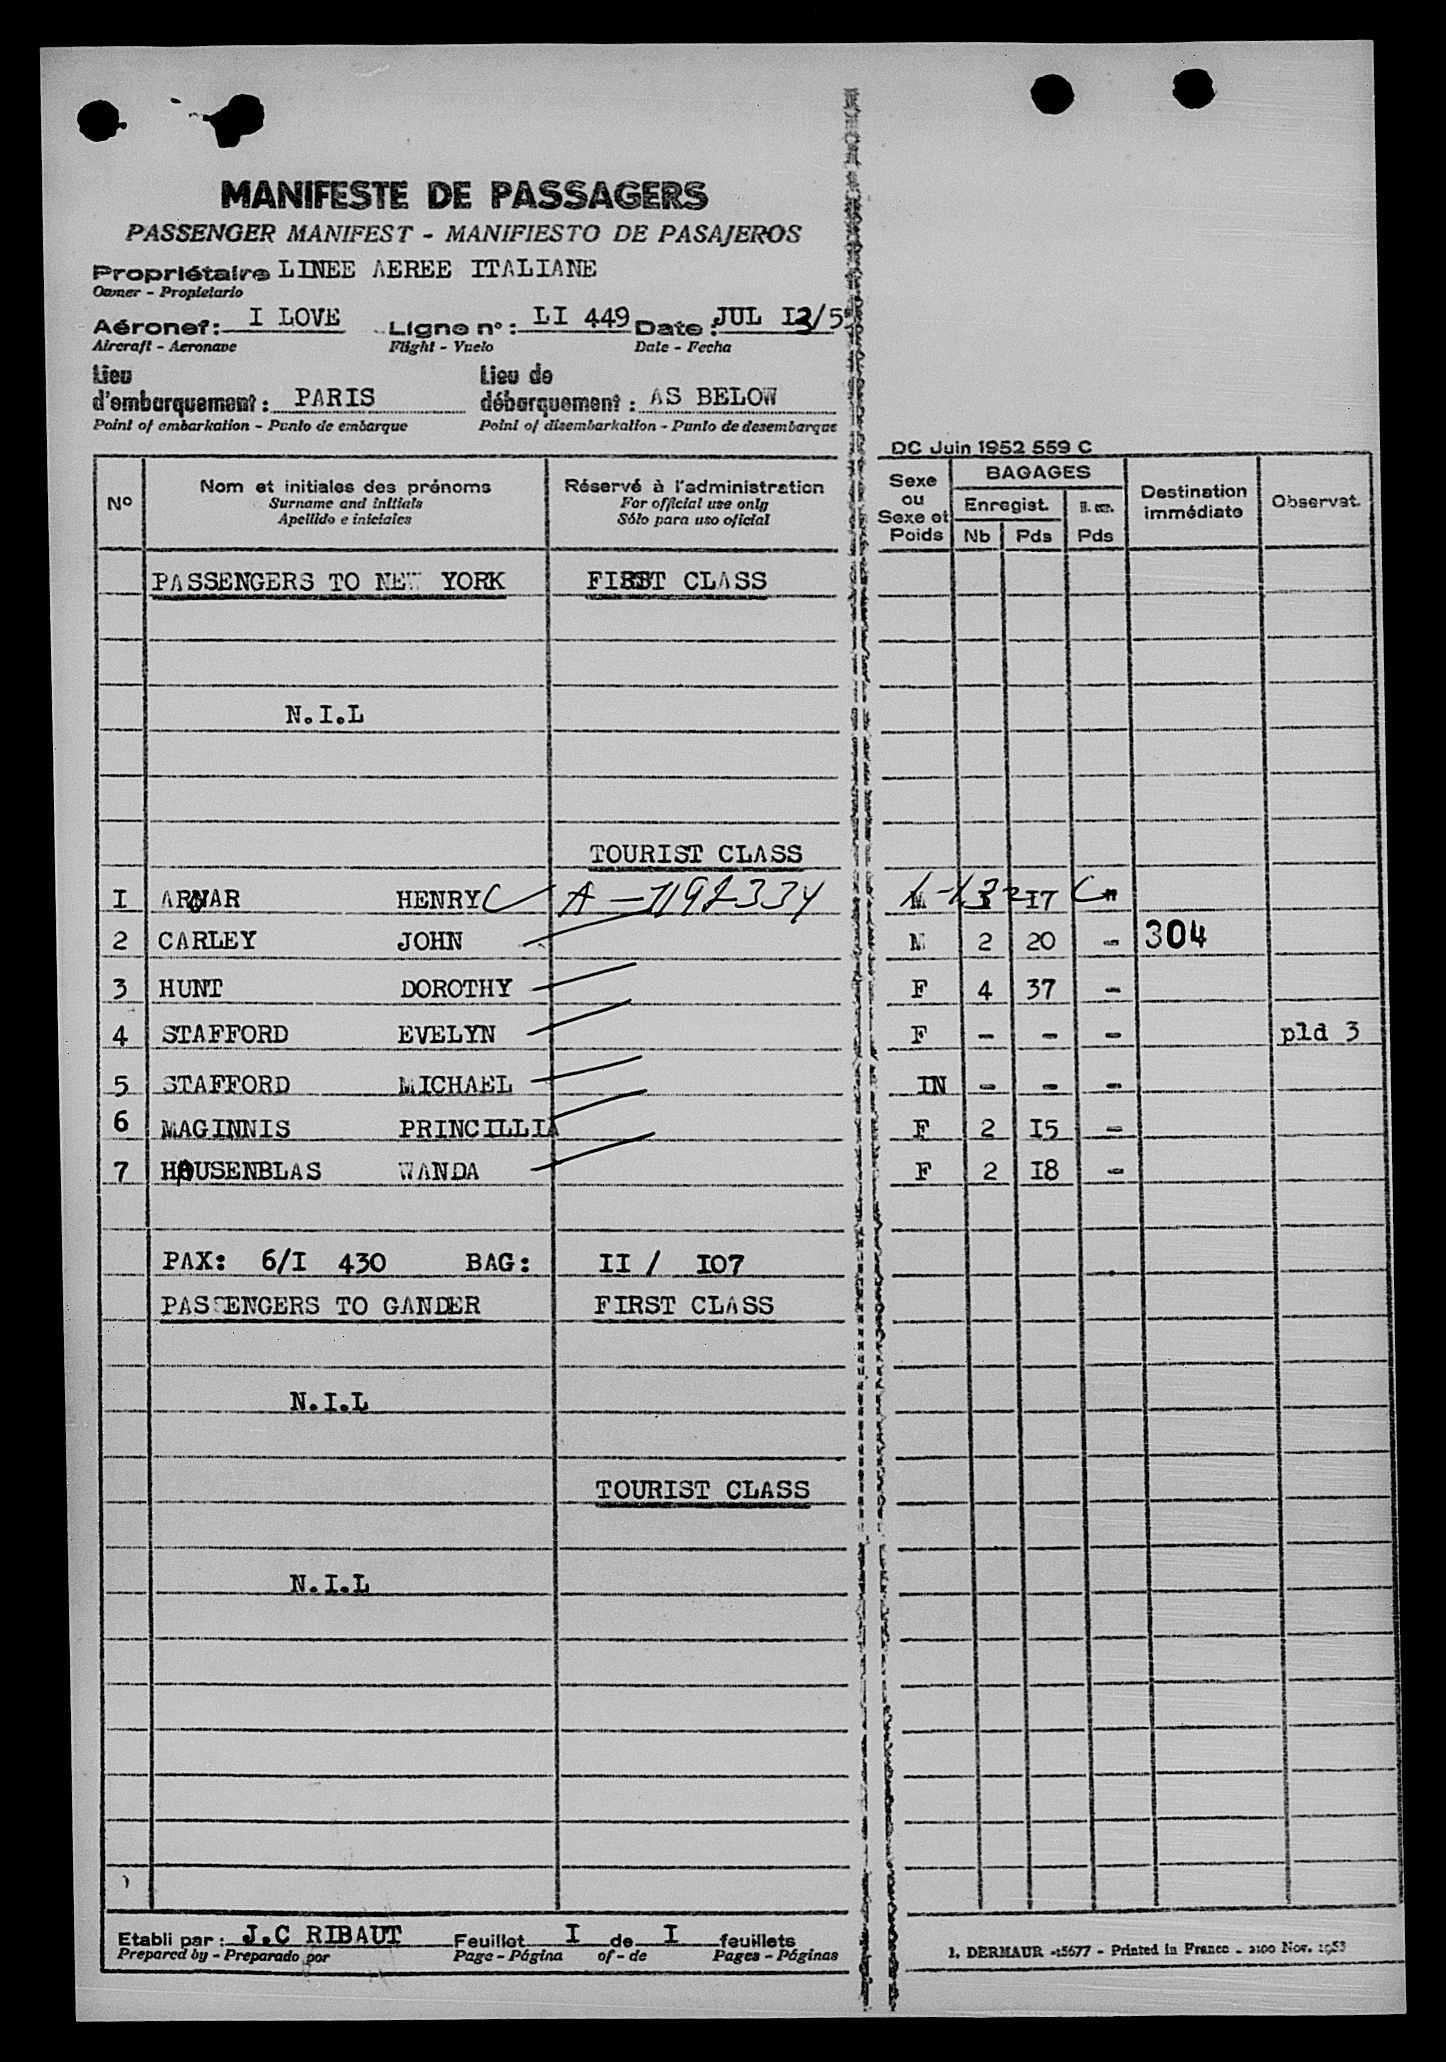 MANIFESTE DE PASSAGERS
PASSENGER MANIFEST - MANIFIESTO DE PASAJEROS
Propriétaire LINEE AEREE ITALIANE
Owner - Propietario
Aéronef: I LOVE Ligne n°: LI 449 Date: JUL I3/5
Aircraft - Aeronave Flight - Vuelo Date - Fecha
Lieu d'embarquement: PARIS Lieu de débarquement: AS BELOW
Point of embarkation - Punto de embarque Point of disembarkation - Punto de desembarque
DC Juin 1952 559 C
N° Nom et initiales des prénoms Réservé à l'administration Sexe ou Sexe et Poids BAGAGES Destination immédiate Observat.
Surname and initials For official use only Enregist.
Apellido e iniciales Sólo para uso oficial Nb Pds Pds
PASSENGERS TO NEW YORK FIRST CLASS
N.I.L
TOURIST CLASS
I HENRY I7
2 CARLEY JOHN M 2 20 - 304
3 HUNT DOROTHY F 4 37 -
4 STAFFORD EVELYN F - - - pld 3
5 STAFFORD MICHAEL IN - - -
6 MAGINNIS PRINCILLIA F 2 I5 -
7 HAUSENBLAS WANDA F 2 I8 -
PAX: 6/I 430 BAG: II / I07
PASSENGERS TO GANDER FIRST CLASS
N.I.L
TOURIST CLASS
N.I.L
Etabli par: J.C RIBAUT Feuillet I de I feuillets
Prepared by - Preparado por Page - Página of - de Pages - Páginas
I. DERMAUR -15677 - Printed in France - 2100 Nov. 1953